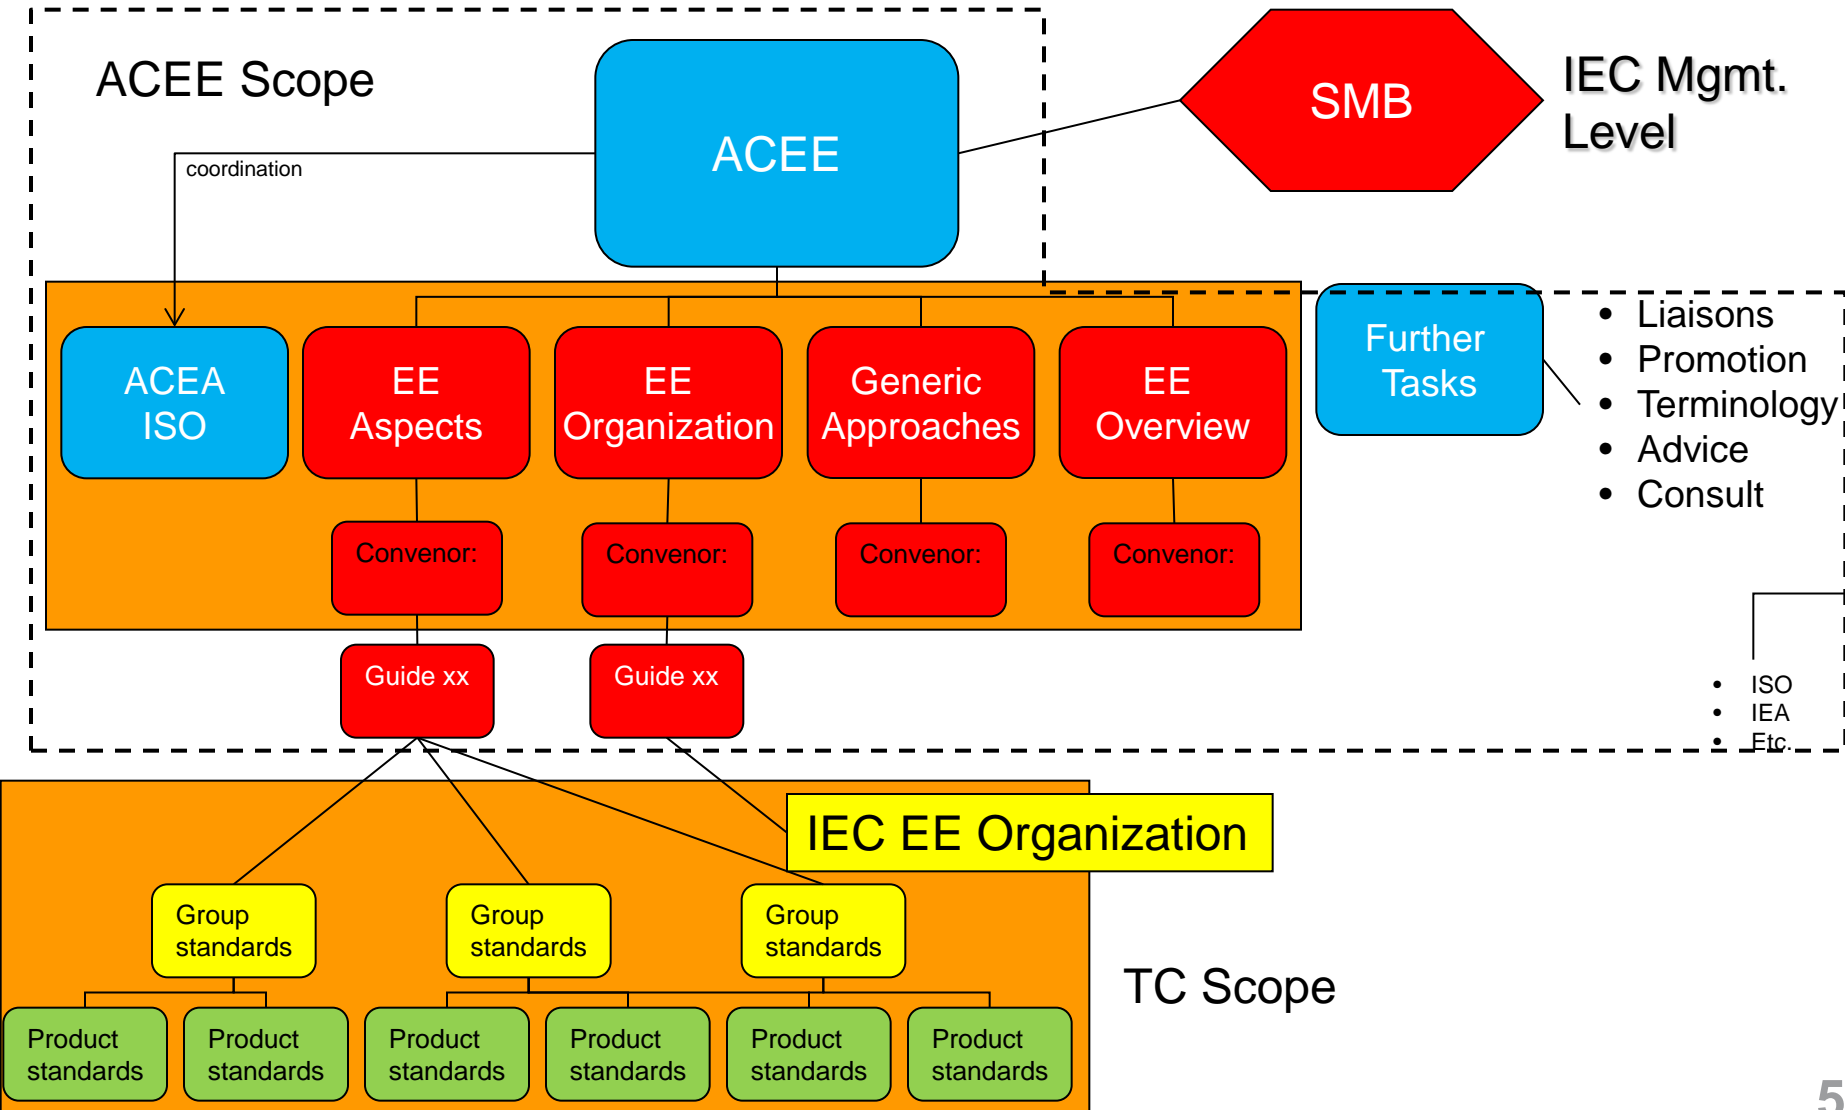 ACEE Scope
ACEE
SMB
IEC Mgmt.
Level
coordination
ACEA
ISO
EE
Aspects
EE
Organization
Generic
Approaches
EE
Overview
Further
Tasks
• Liaisons
• Promotion
• Terminology
• Advice
• Consult
Convenor:
Convenor:
Convenor:
Convenor:
Guide xx
Guide xx
• ISO
• IEA
• Etc.
IEC EE Organization
Group
standards
Group
standards
Group
standards
TC Scope
Product
standards
Product
standards
Product
standards
Product
standards
Product
standards
Product
standards
5